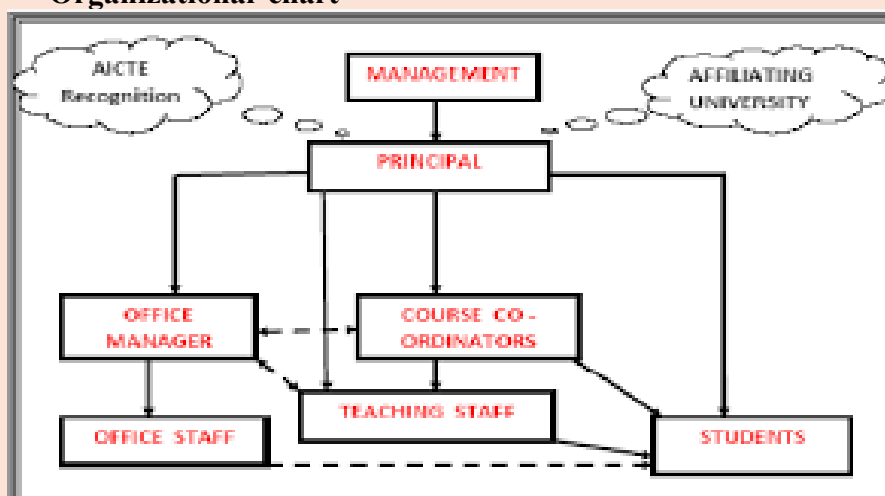 Organizational chart
AICTE
Recognition
MANAGEMENT
AFFILIATING
UNIVERSITY
PRINCIPAL
OFFICE
MANAGER
COURSE CO -
ORDINATORS
TEACHING STAFF
OFFICE STAFF
STUDENTS